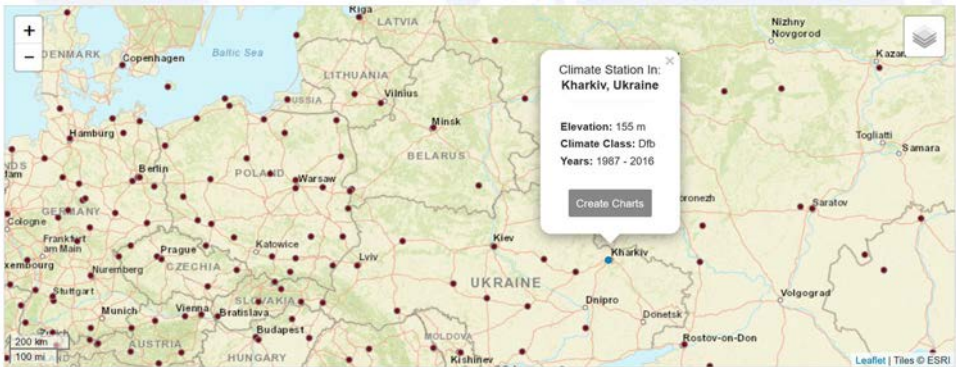 Riga
LATVIA
Nizhny
Novgorod
+
−
DENMARK
Copenhagen
Baltic Sea
Kazan
LITHUANIA
Vilnius
RUSSIA
Climate Station In:
Kharkiv, Ukraine
×
Elevation: 155 m
Climate Class: Dfb
Years: 1987 - 2016
Create Charts
Hamburg
Minsk
Togliatti
Samara
Berlin
BELARUS
POLAND
Warsaw
GERMANY
Cologne
Saratov
Frankfurt
am Main
Prague
Katowice
Kiev
Kharkiv
Lviv
Nuremberg
CZECHIA
UKRAINE
Volgograd
Stuttgart
SLOVAKIA
Munich
Vienna
Bratislava
Dnipro
Donetsk
200 km
100 mi
AUSTRIA
Budapest
HUNGARY
MOLDOVA
Kishinev
Rostov-on-Don
Leaflet | Tiles © ESRI